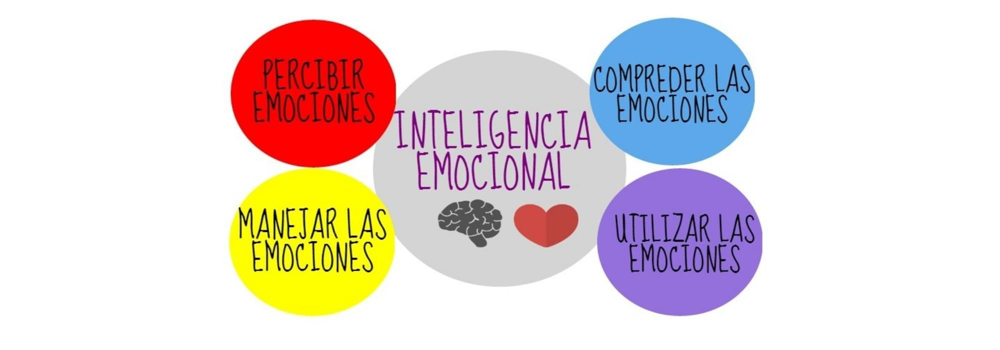 PERCIBIR
EMOCIONES
COMPREDER LAS
EMOCIONES
INTELIGENCIA
EMOCIONAL
MANEJAR LAS
EMOCIONES
UTILIZAR LAS
EMOCIONES